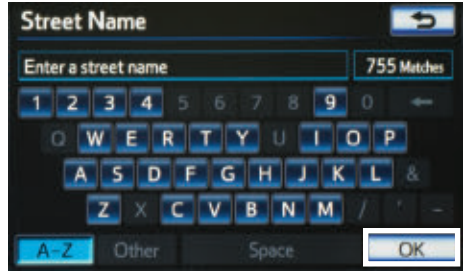 Street Name
Enter a street name 755 Matches
1 2 3 4 5 6 7 8 9 0 ←
Q W E R T Y U I O P
A S D F G H J K L &
Z X C V B N M / ' -
A-Z Other Space OK